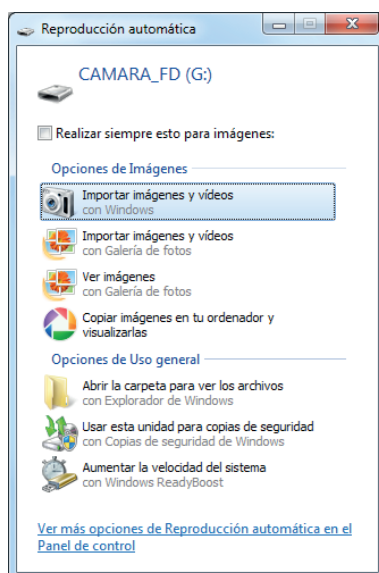 Reproducción automática
CAMARA_FD (G:)
Realizar siempre esto para imágenes:
Opciones de Imágenes
Importar imágenes y vídeos
con Windows
Importar imágenes y vídeos
con Galería de fotos
Ver imágenes
con Galería de fotos
Copiar imágenes en tu ordenador y
visualizarlas
Opciones de Uso general
Abrir la carpeta para ver los archivos
con Explorador de Windows
Usar esta unidad para copias de seguridad
con Copias de seguridad de Windows
Aumentar la velocidad del sistema
con Windows ReadyBoost
Ver más opciones de Reproducción automática en el
Panel de control